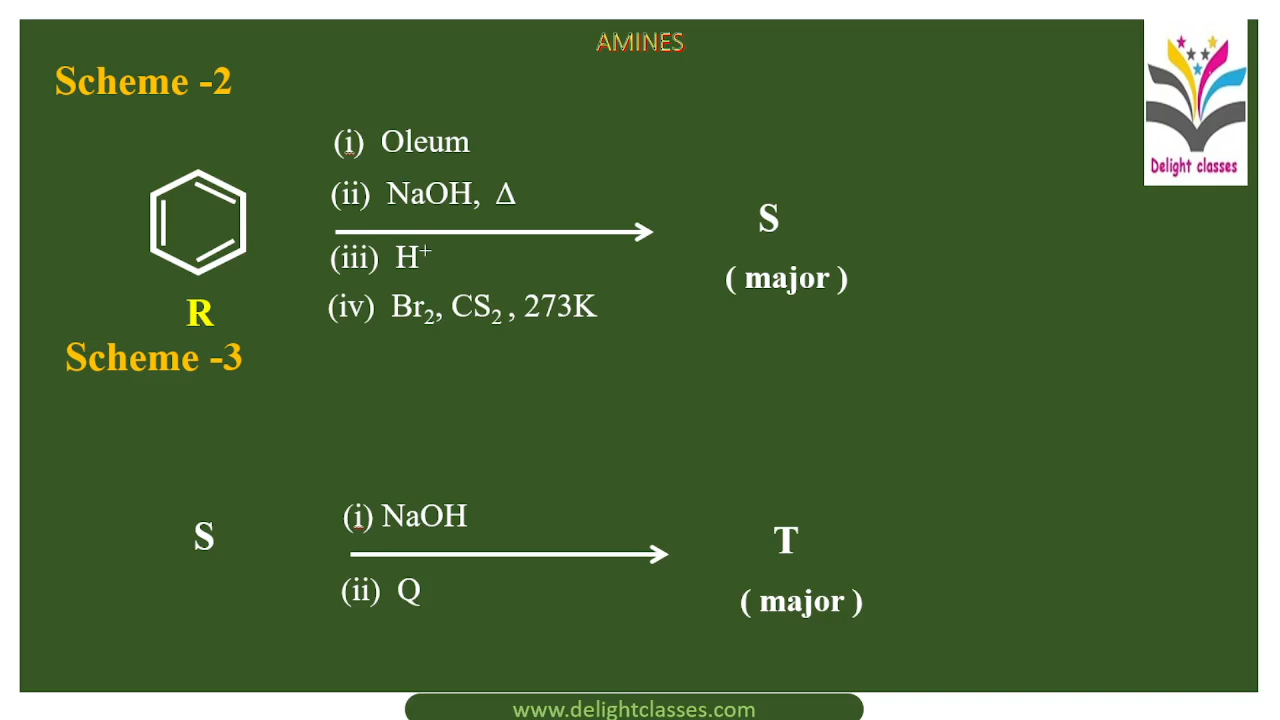 AMINES
Scheme -2
Delight classes
(i) Oleum
(ii) NaOH, Δ
(iii) H⁺
(iv) Br₂, CS₂ , 273K
S
( major )
R
Scheme -3
S
(i) NaOH
(ii) Q
T
( major )
www.delightclasses.com